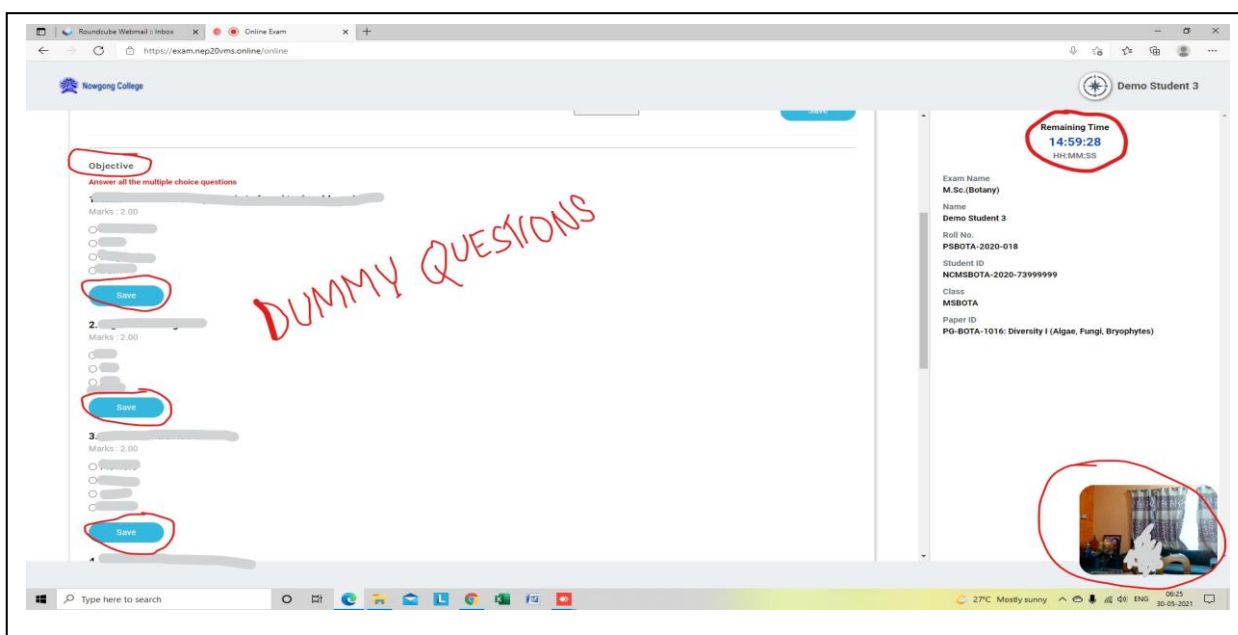 Roundcube Webmail :: Inbox
Online Exam
https://exam.nep20vms.online/online
Nowgong College
Demo Student 3
Save
Objective
Answer all the multiple choice questions
Marks : 2.00
Save
2.
Marks : 2.00
Save
3.
Marks : 2.00
Save
DUMMY QUESTIONS
Remaining Time
14:59:28
HH:MM:SS
Exam Name
M.Sc.(Botany)
Name
Demo Student 3
Roll No.
PSBOTA-2020-018
Student ID
NCMSBOTA-2020-73999999
Class
MSBOTA
Paper ID
PG-BOTA-1016: Diversity I (Algae, Fungi, Bryophytes)
Type here to search
27°C Mostly sunny
ENG
06:25
30-05-2021